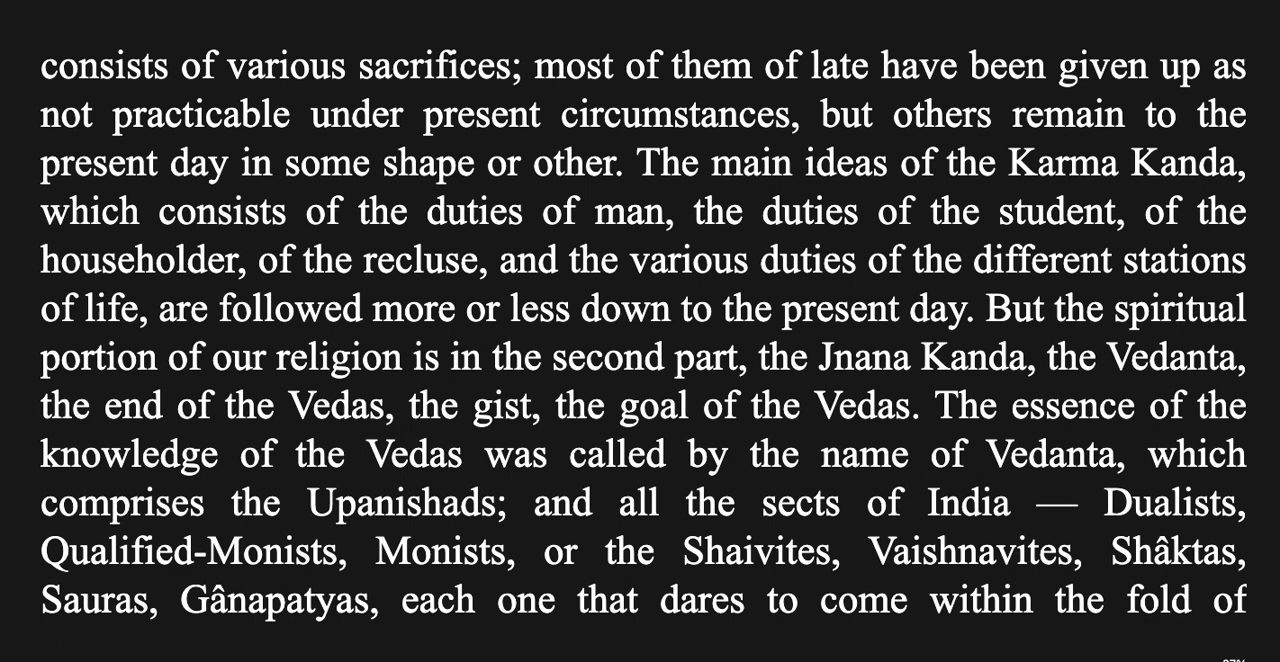 consists of various sacrifices; most of them of late have been given up as
not practicable under present circumstances, but others remain to the
present day in some shape or other. The main ideas of the Karma Kanda,
which consists of the duties of man, the duties of the student, of the
householder, of the recluse, and the various duties of the different stations
of life, are followed more or less down to the present day. But the spiritual
portion of our religion is in the second part, the Jnana Kanda, the Vedanta,
the end of the Vedas, the gist, the goal of the Vedas. The essence of the
knowledge of the Vedas was called by the name of Vedanta, which
comprises the Upanishads; and all the sects of India — Dualists,
Qualified-Monists, Monists, or the Shaivites, Vaishnavites, Shâktas,
Sauras, Gânapatyas, each one that dares to come within the fold of